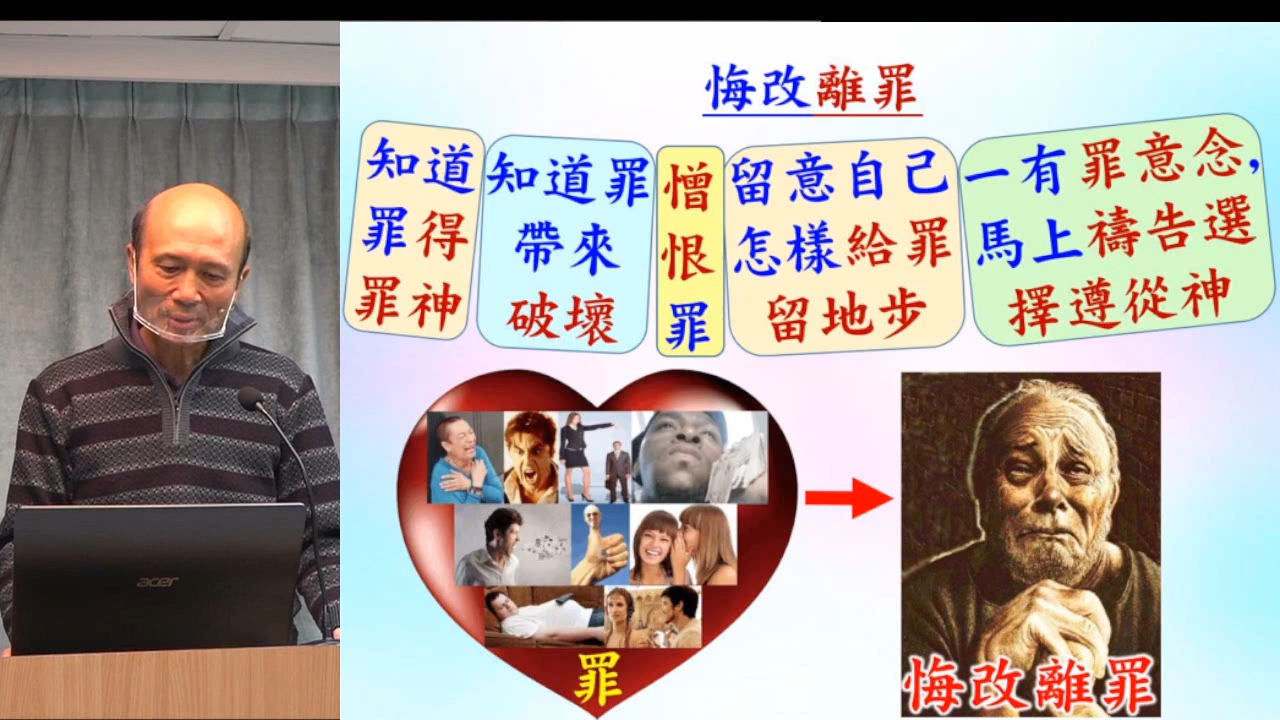 悔改離罪
知道
罪得
罪神
知道罪
帶來
破壞
憎
恨
罪
留意自己
怎樣給罪
留地步
一有罪意念,
馬上禱告選
擇遵從神
罪
悔改離罪
acer